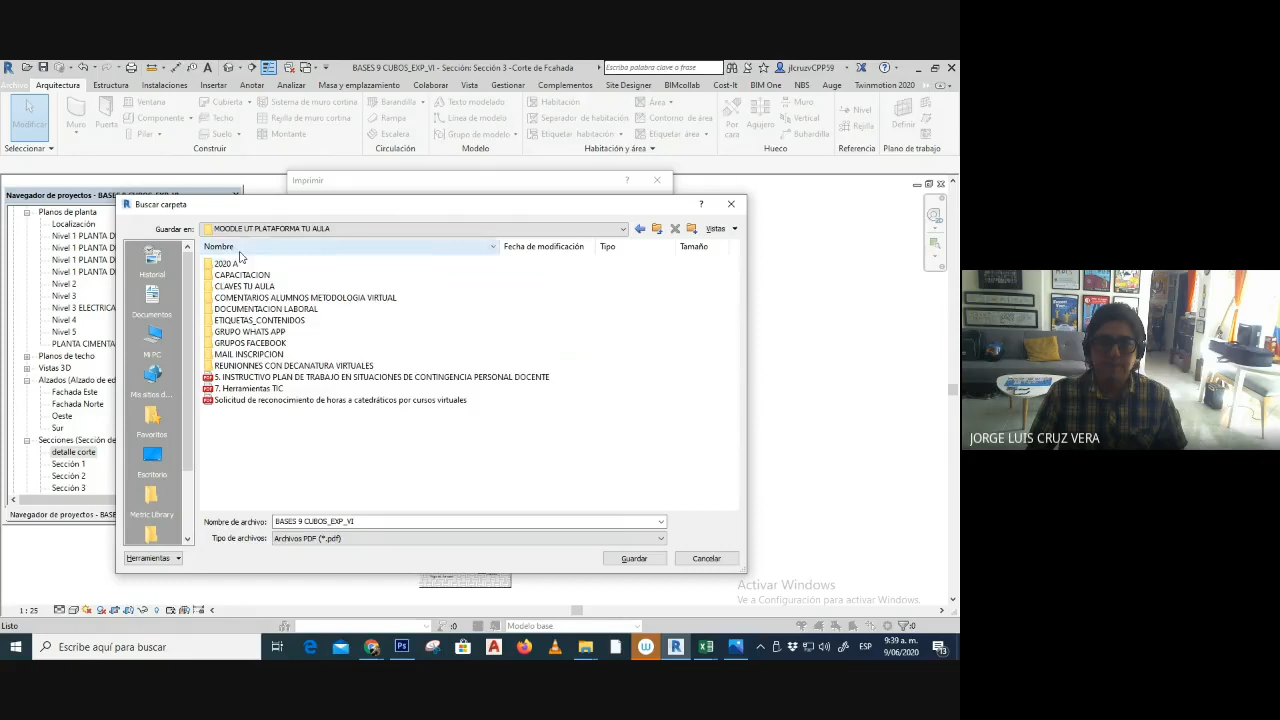 BASES 9 CUBOS_EXP_VI - Sección: Sección 3 -Corte de Fcahada
Escriba palabra clave o frase
jlcruzvCPP59
Archivo Arquitectura Estructura Instalaciones Insertar Anotar Analizar Masa y emplazamiento Colaborar Vista Gestionar Complementos Site Designer BIMcollab Cost-It BIM One NBS Auge Twinmotion 2020
Modificar
Muro
Puerta
Ventana
Componente
Pilar
Cubierta
Techo
Suelo
Sistema de muro cortina
Rejilla de muro cortina
Montante
Barandilla
Rampa
Escalera
Texto modelado
Línea de modelo
Grupo de modelo
Habitación
Separador de habitación
Etiquetar habitación
Área
Contorno de área
Etiquetar área
Por cara
Agujero
Muro
Vertical
Buhardilla
Nivel
Rejilla
Definir
Seleccionar Construir Circulación Modelo Habitación y área Hueco Referencia Plano de trabajo
Imprimir
Navegador de proyectos - BASES 9 CUBOS_EXP_VI
Planos de planta
Localización
Nivel 1 PLANTA D
Nivel 1 PLANTA D
Nivel 1 PLANTA D
Nivel 1 PLANTA D
Nivel 2
Nivel 3
Nivel 3 ELECTRICA
Nivel 4
Nivel 5
PLANTA CIMENTA
Planos de techo
Vistas 3D
Alzados (Alzado de ed
Fachada Este
Fachada Norte
Oeste
Sur
Secciones (Sección de
detalle corte
Sección 1
Sección 2
Sección 3
Navegador de proyectos - BAS
Buscar carpeta
Guardar en: MOODLE UT PLATAFORMA TU AULA
Vistas
Nombre Fecha de modificación Tipo Tamaño
2020 A
CAPACITACION
CLAVES TU AULA
COMENTARIOS ALUMNOS METODOLOGIA VIRTUAL
DOCUMENTACION LABORAL
ETIQUETAS_CONTENIDOS
GRUPO WHATS APP
GRUPOS FACEBOOK
MAIL INSCRIPCION
REUNIONNES CON DECANATURA VIRTUALES
5. INSTRUCTIVO PLAN DE TRABAJO EN SITUACIONES DE CONTINGENCIA PERSONAL DOCENTE
7. Herramientas TIC
Solicitud de reconocimiento de horas a catedráticos por cursos virtuales
Historial
Documentos
Mi PC
Mis sitios d...
Favoritos
Escritorio
Metric Library
Nombre de archivo: BASES 9 CUBOS_EXP_VI
Tipo de archivos: Archivos PDF (*.pdf)
Herramientas
Guardar
Cancelar
JORGE LUIS CRUZ VERA
Activar Windows
Ve a Configuración para activar Windows.
1 : 25
Listo
:0
Modelo base
:0
Escribe aquí para buscar
ESP
9:39 a. m.
9/06/2020
13